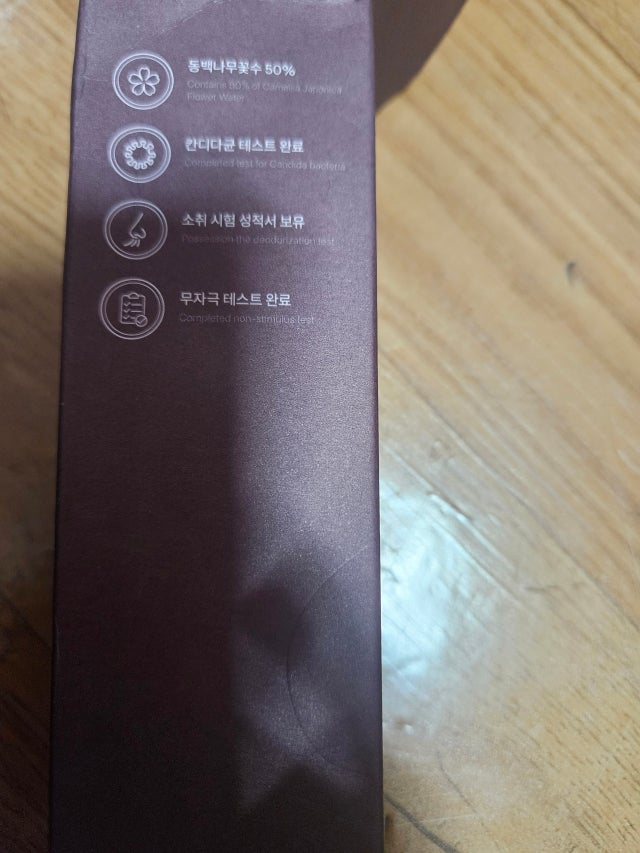 동백나무꽃수 50%
Contains 50% of Camellia Japonica
Flower Water
칸디다균 테스트 완료
Completed test for Candida bacteria
소취 시험 성적서 보유
Possession the deodorization test
무자극 테스트 완료
Completed non-stimulus test